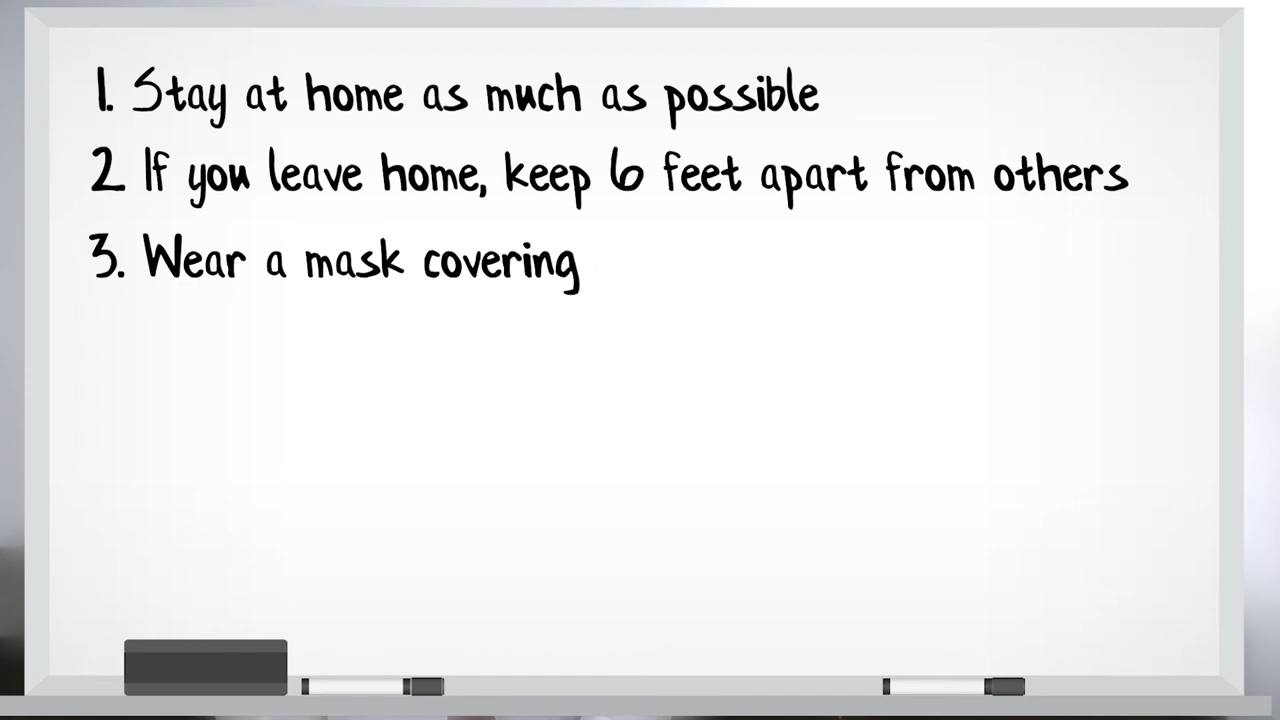 1. Stay at home as much as possible
2. If you leave home, keep 6 feet apart from others
3. Wear a mask covering